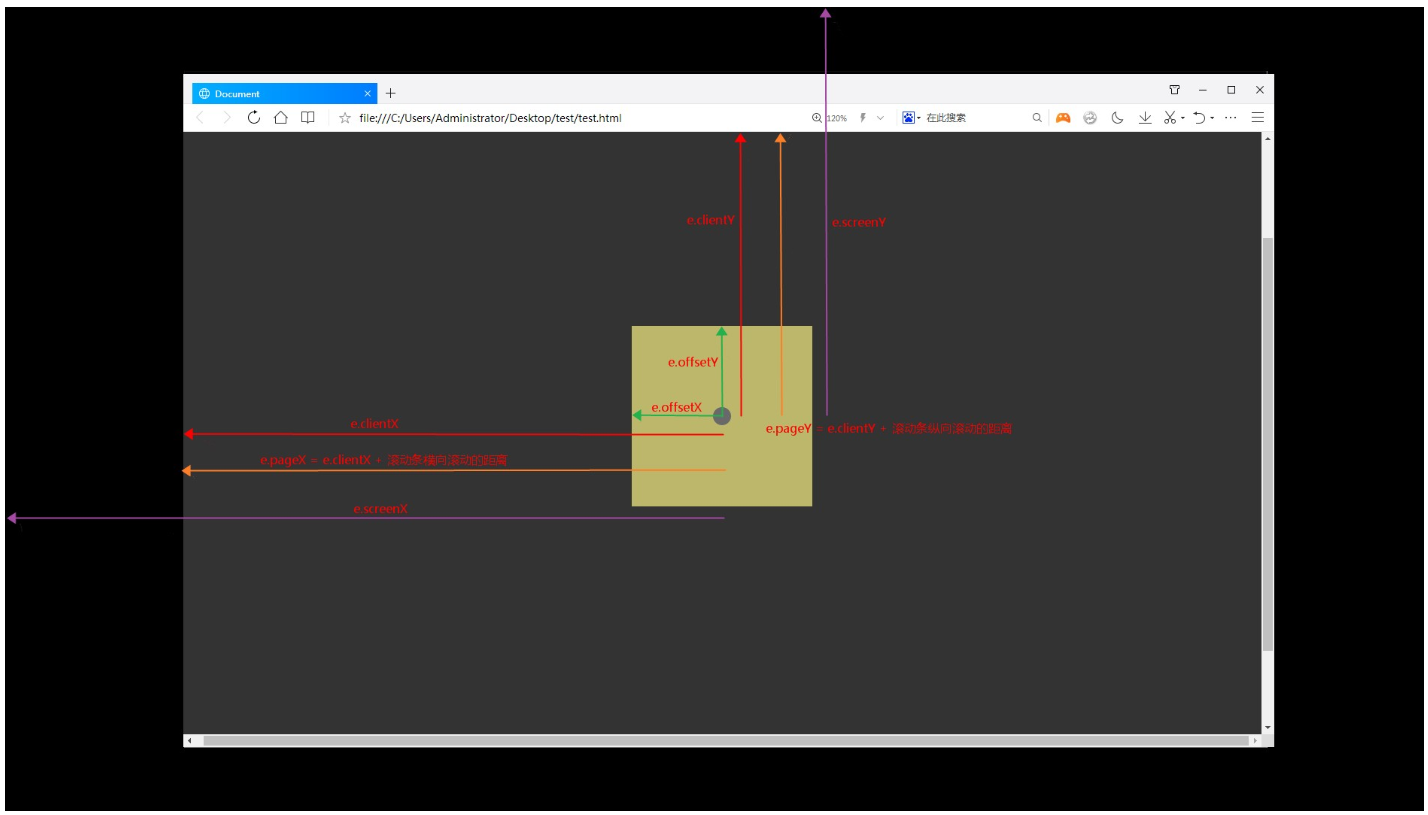 Document
file:///C:/Users/Administrator/Desktop/test/test.html
120%
在此搜索
e.clientY
e.screenY
e.offsetY
e.offsetX
e.clientX
e.pageY = e.clientY + 滚动条纵向滚动的距离
e.pageX = e.clientX + 滚动条横向滚动的距离
e.screenX